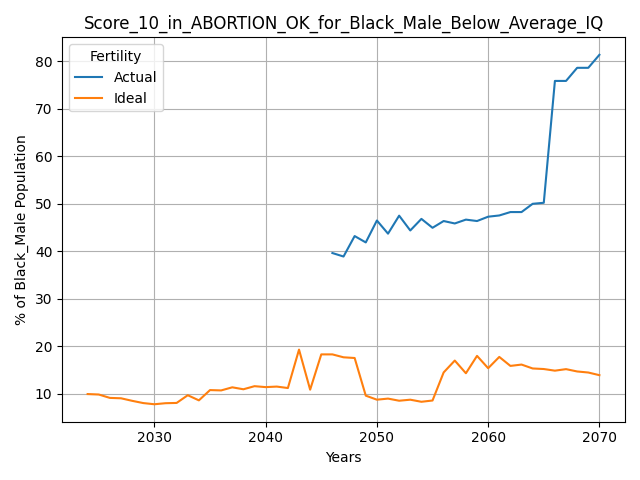 Score_10_in_ABORTION_OK_for_Black_Male_Below_Average_IQ
Fertility
Actual
Ideal
% of Black_Male Population
80
70
60
50
40
30
20
10
2030
2040
2050
2060
2070
Years